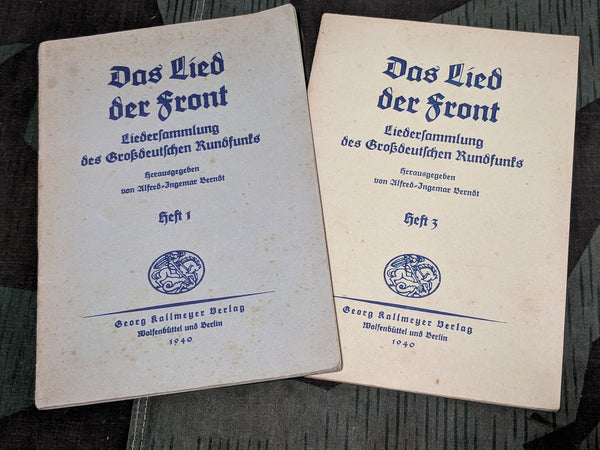 Das Lied
der Front
Liedersammlung
des Großdeutschen Rundfunks
Herausgegeben
von Alfred-Ingemar Berndt
Heft 1
Georg Kallmeyer Verlag
Wolfenbüttel und Berlin
1940
Das Lied
der Front
Liedersammlung
des Großdeutschen Rundfunks
Herausgegeben
von Alfred-Ingemar Berndt
Heft 3
Georg Kallmeyer Verlag
Wolfenbüttel und Berlin
1940